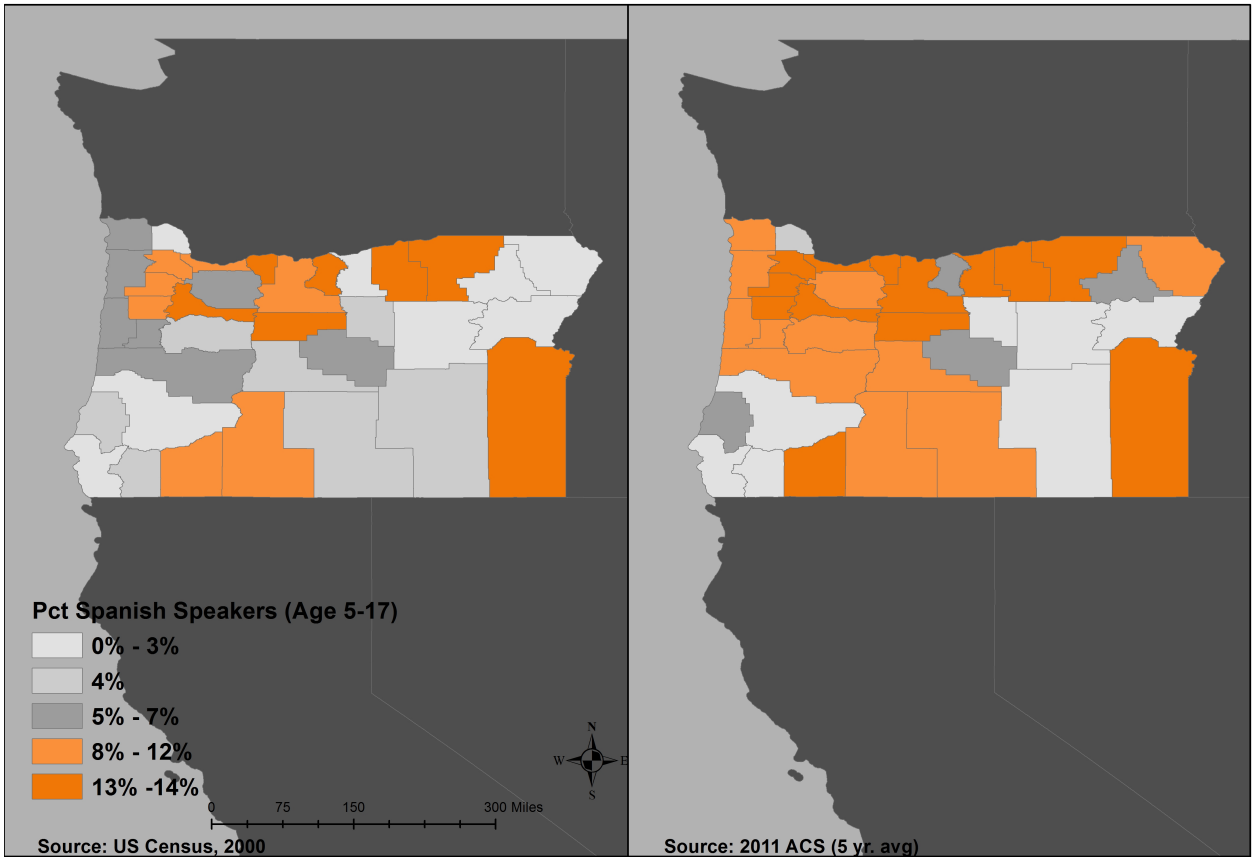 Pct Spanish Speakers (Age 5-17)
0% - 3%
4%
5% - 7%
8% - 12%
13% -14%
N
W E
S
0 75 150 300 Miles
Source: US Census, 2000
Source: 2011 ACS (5 yr. avg)